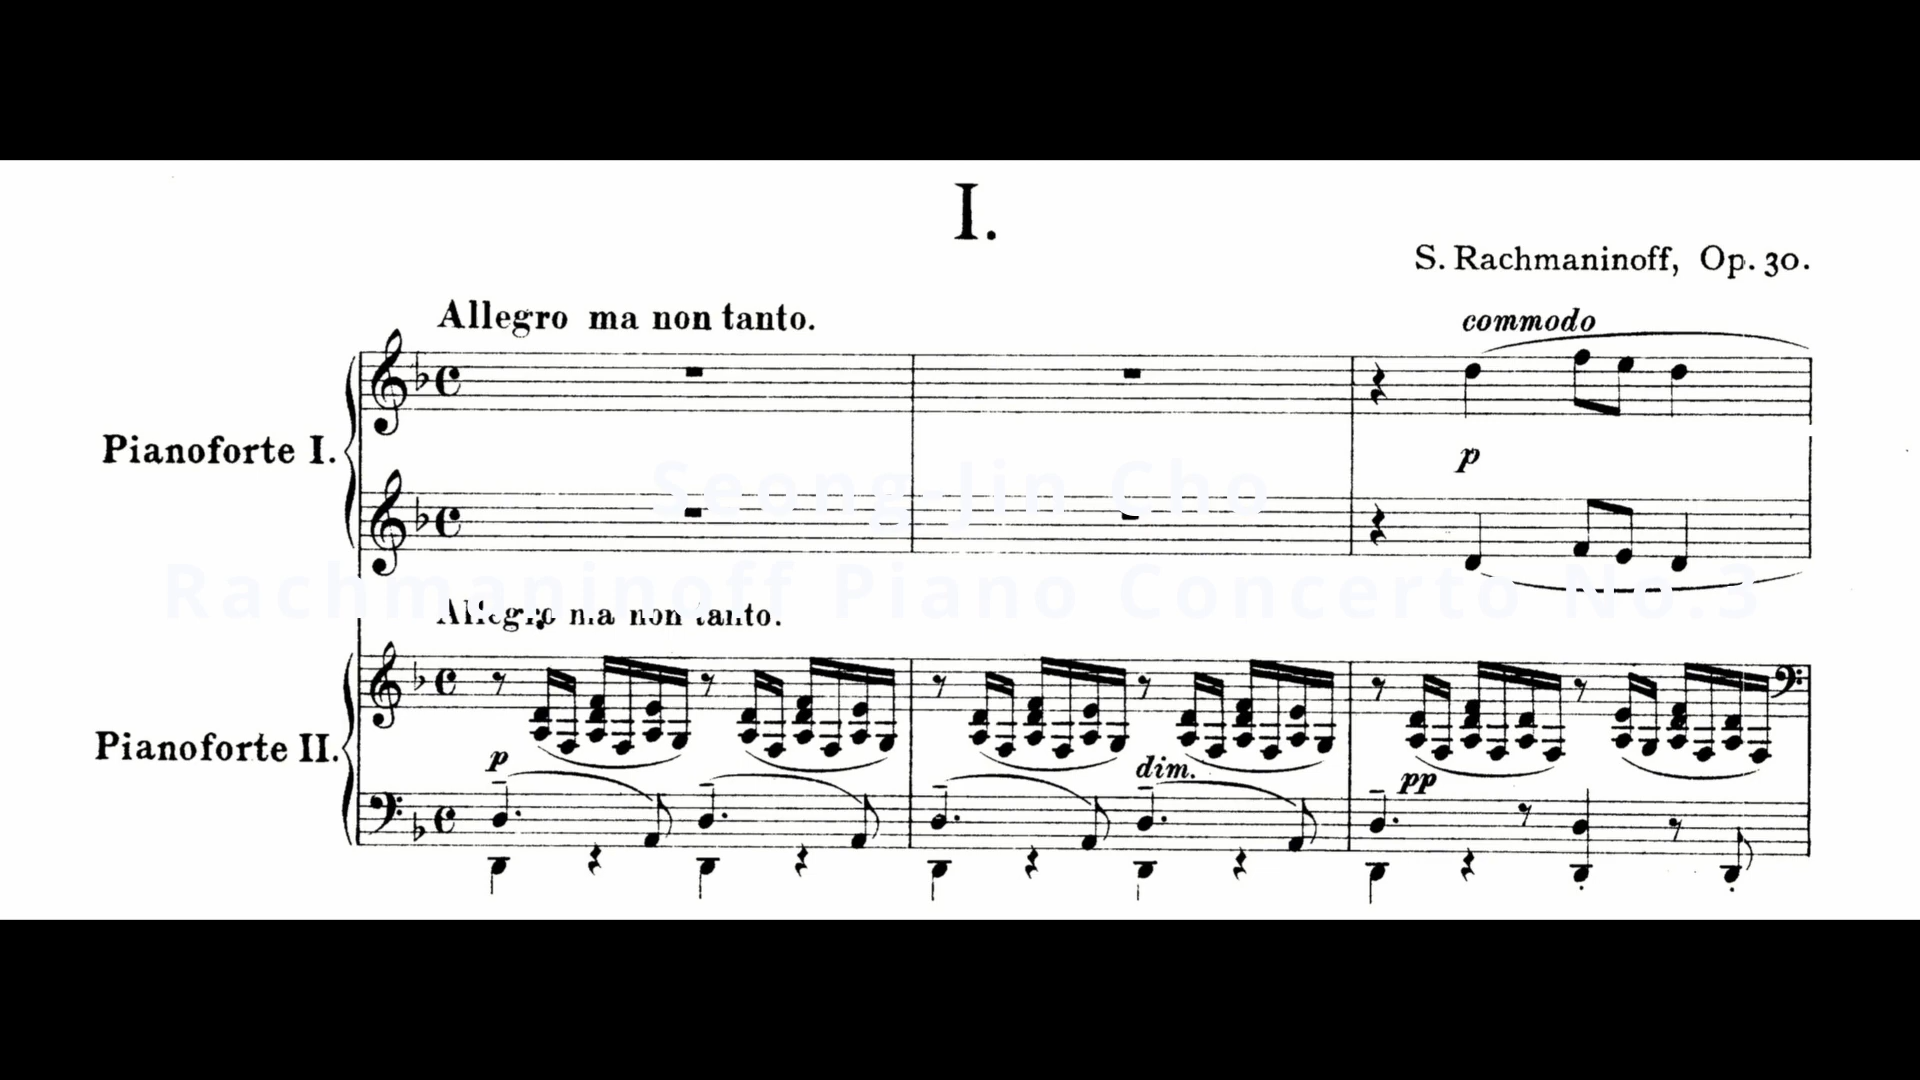 I.
S. Rachmaninoff, Op. 30.
Allegro ma non tanto.
commodo
Pianoforte I.
p
Seong-Jin Cho
Rachmaninoff Piano Concerto No.3
Allegro ma non tanto.
Pianoforte II.
p
dim.
pp